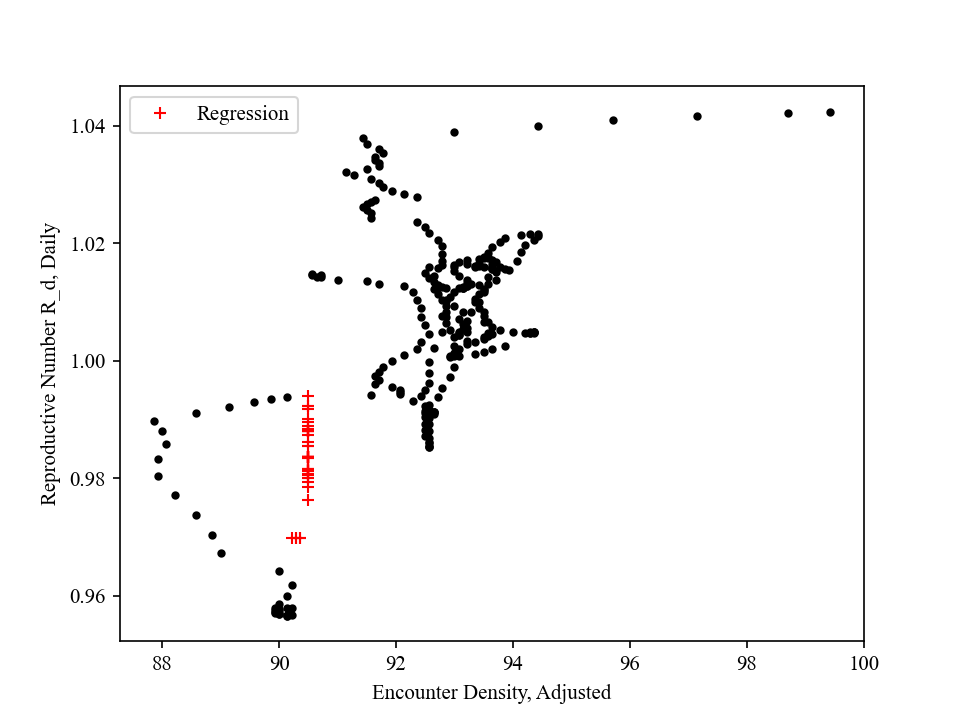 Regression
1.04
1.02
1.00
0.98
0.96
Reproductive Number R_d, Daily
88 90 92 94 96 98 100
Encounter Density, Adjusted